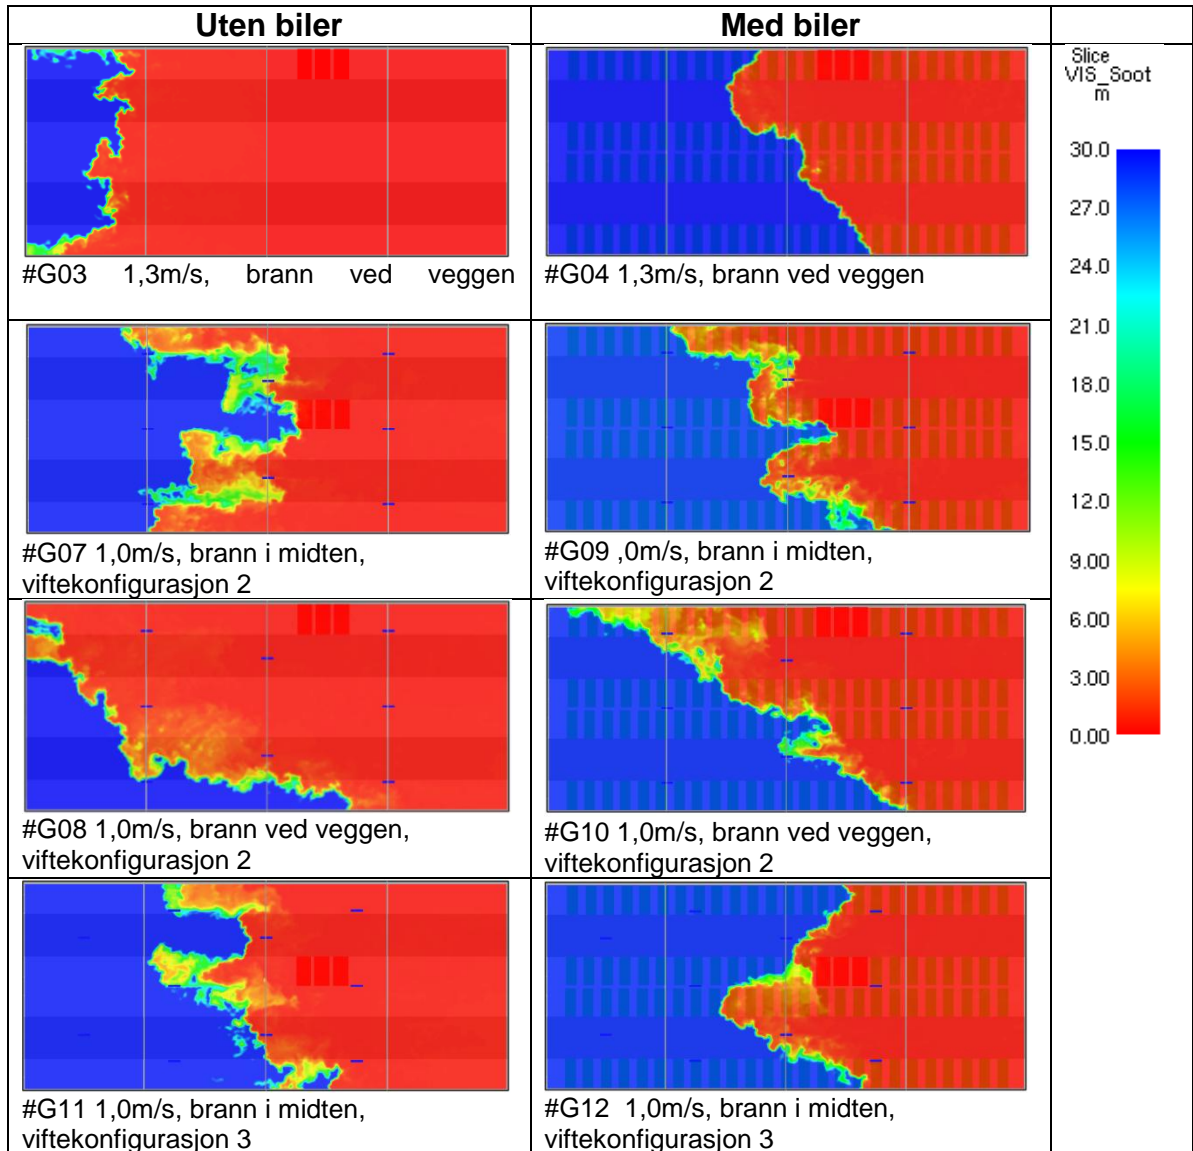 Uten biler
Med biler
Slice
VIS_Soot
m
30.0
27.0
24.0
21.0
18.0
15.0
12.0
9.00
6.00
3.00
0.00
#G03 1,3m/s, brann ved veggen
#G04 1,3m/s, brann ved veggen
#G07 1,0m/s, brann i midten,
viftekonfigurasjon 2
#G09 ,0m/s, brann i midten,
viftekonfigurasjon 2
#G08 1,0m/s, brann ved veggen,
viftekonfigurasjon 2
#G10 1,0m/s, brann ved veggen,
viftekonfigurasjon 2
#G11 1,0m/s, brann i midten,
viftekonfigurasjon 3
#G12 1,0m/s, brann i midten,
viftekonfigurasjon 3